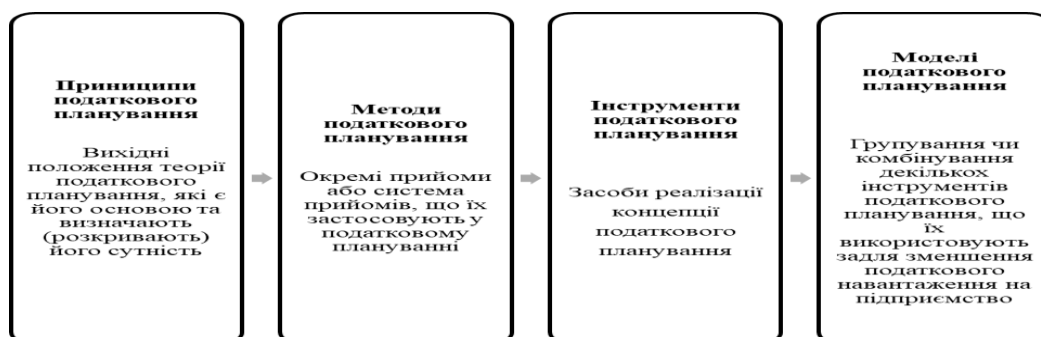 Приниципи
податкового
планування
Вихідні
положення теорії
податкового
планування, які є
його основою та
визначають
(розкривають)
його сутність
Методи
податкового
планування
Окремі прийоми
або система
прийомів, що їх
застосовують у
податковому
плануванні
Інструменти
податкового
планування
Засоби реалізації
концепції
податкового
планування
Моделі
податкового
планування
Групування чи
комбінування
декількох
інструментів
податкового
планування, що
їх
використовують
задля зменшення
податкового
навантаження на
підприємство